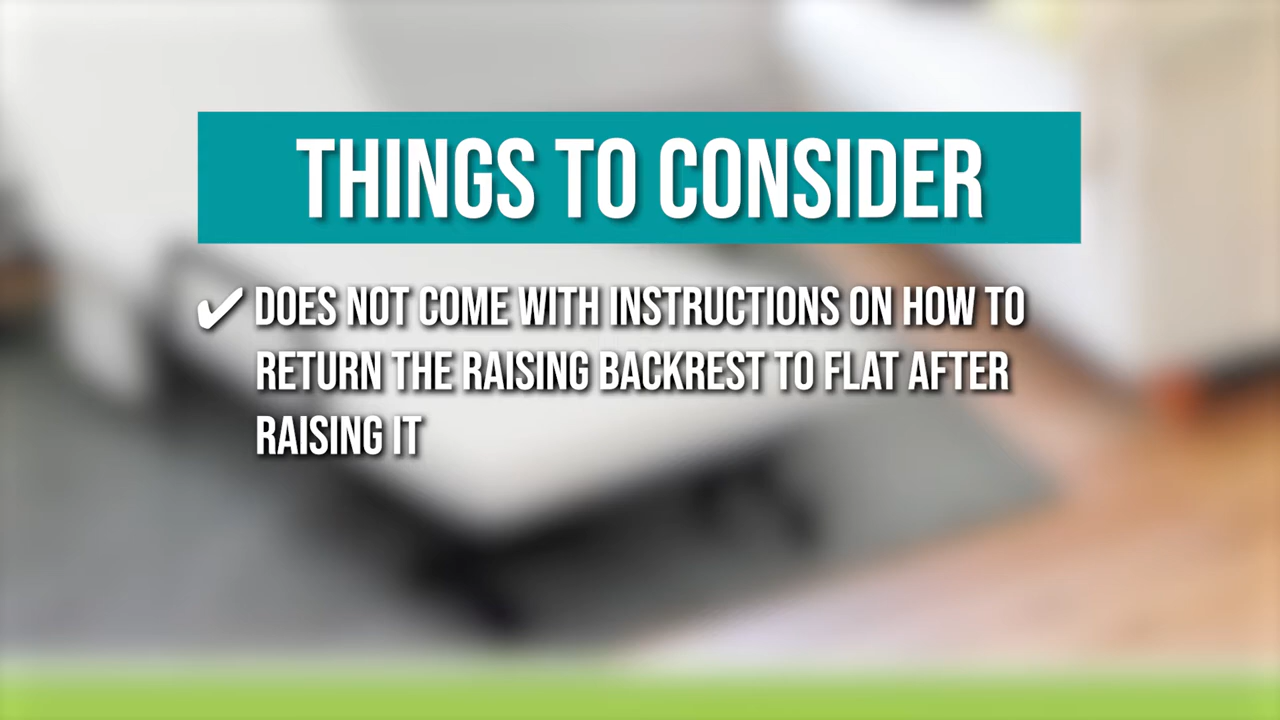 THINGS TO CONSIDER
✔ DOES NOT COME WITH INSTRUCTIONS ON HOW TO
RETURN THE RAISING BACKREST TO FLAT AFTER
RAISING IT